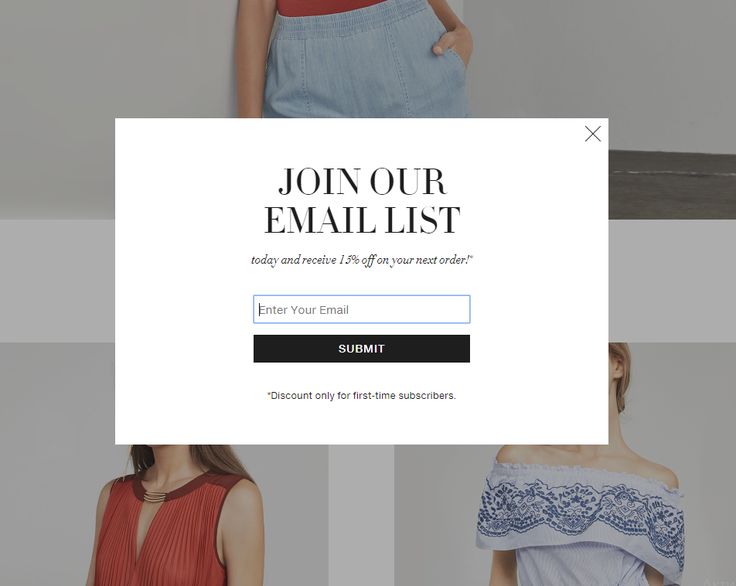 JOIN OUR
EMAIL LIST
today and receive 15% off on your next order!*
Enter Your Email
SUBMIT
*Discount only for first-time subscribers.